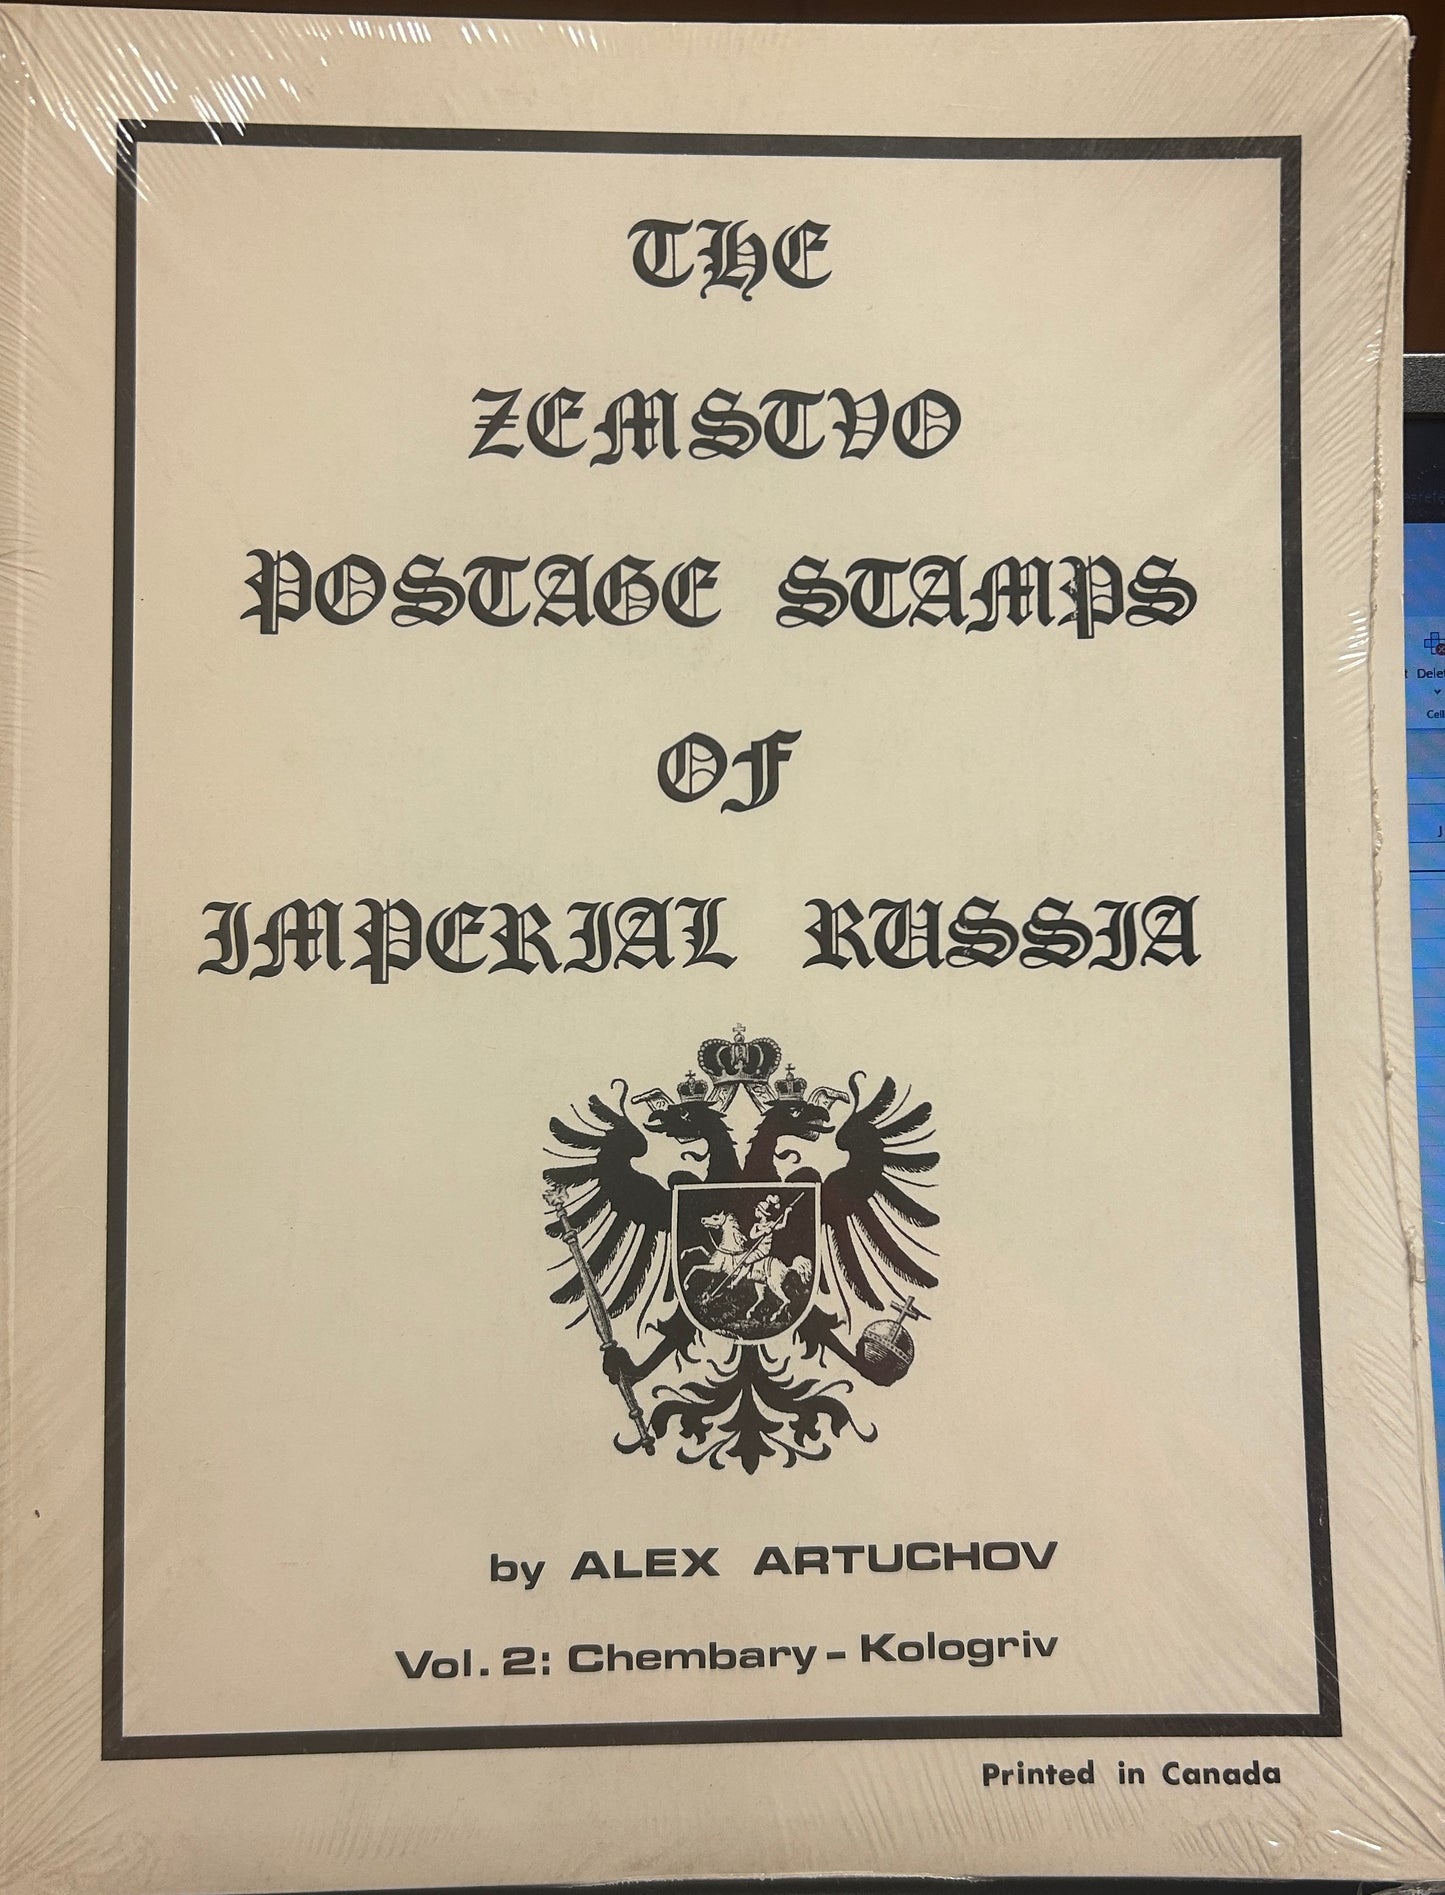 THE
ZEMSTVO
POSTAGE STAMPS
OF
IMPERIAL RUSSIA
by ALEX ARTUCHOV
Vol. 2: Chembary - Kologriv
Printed in Canada